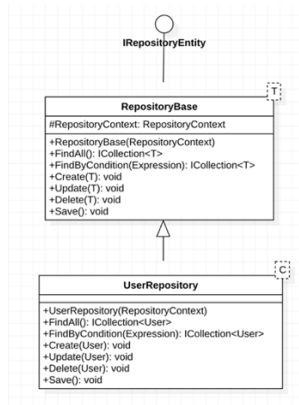 IRepositoryEntity
T
RepositoryBase
#RepositoryContext: RepositoryContext
+RepositoryBase(RepositoryContext)
+FindAll(): ICollection<T>
+FindByCondition(Expression): ICollection<T>
+Create(T): void
+Update(T): void
+Delete(T): void
+Save(): void
C
UserRepository
+UserRepository(RepositoryContext)
+FindAll(): ICollection<User>
+FindByCondition(Expression): ICollection<User>
+Create(User): void
+Update(User): void
+Delete(User): void
+Save(): void